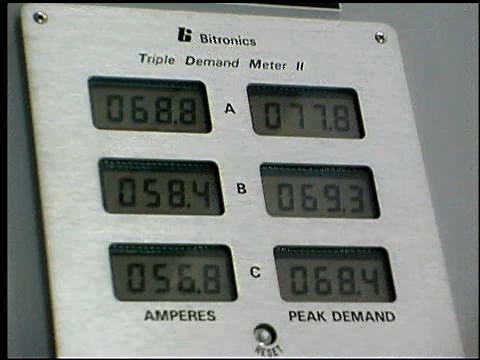 Bitronics
Triple Demand Meter II
068.8 A 077.8
058.4 B 069.3
056.8 C 068.4
AMPERES PEAK DEMAND
RESET